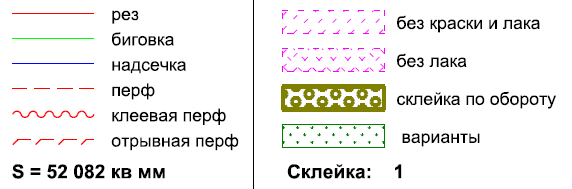 рез
биговка
надсечка
перф
клеевая перф
отрывная перф
S = 52 082 кв мм
без краски и лака
без лака
склейка по обороту
варианты
Склейка: 1